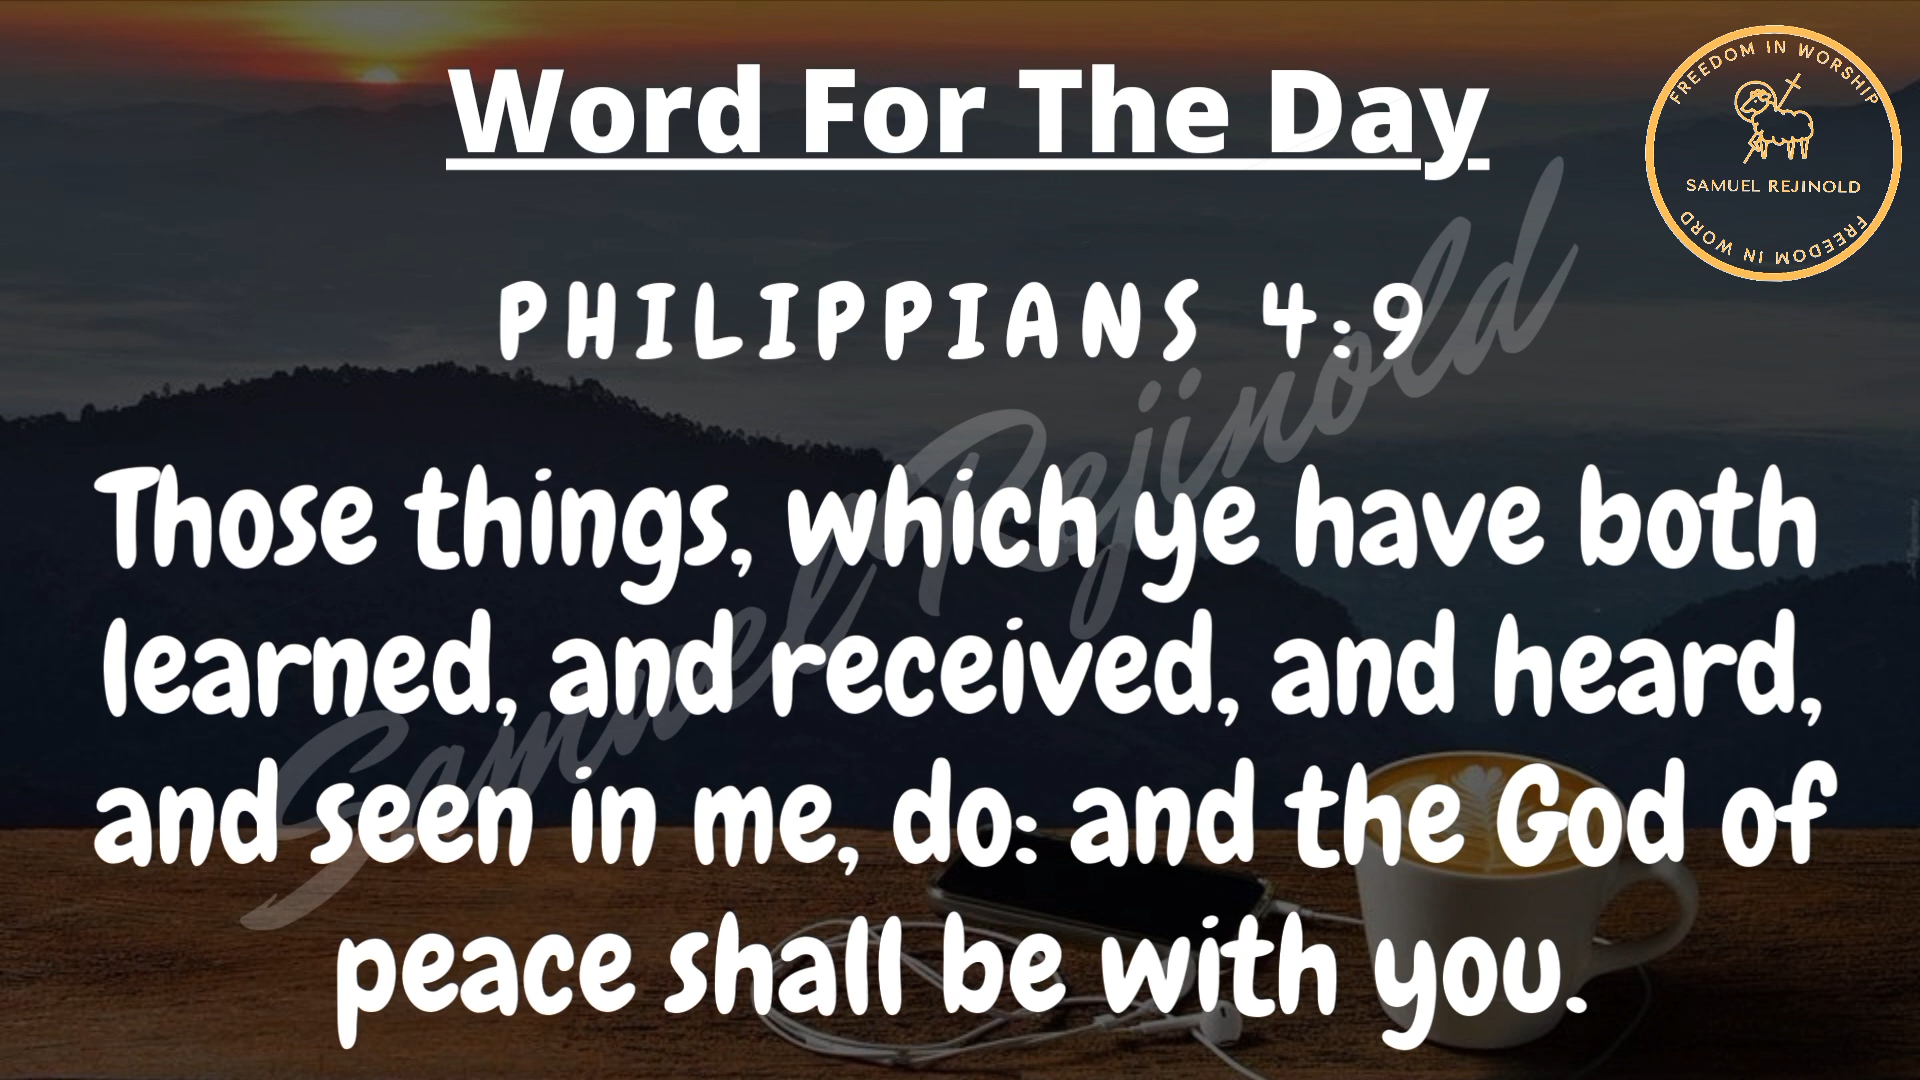 Word For The Day
FREEDOM IN WORSHIP
SAMUEL REJINOLD
FREEDOM IN WORD
PHILIPPIANS 4:9
Those things, which ye have both
learned, and received, and heard,
and seen in me, do: and the God of
peace shall be with you.
Samuel Rejinold